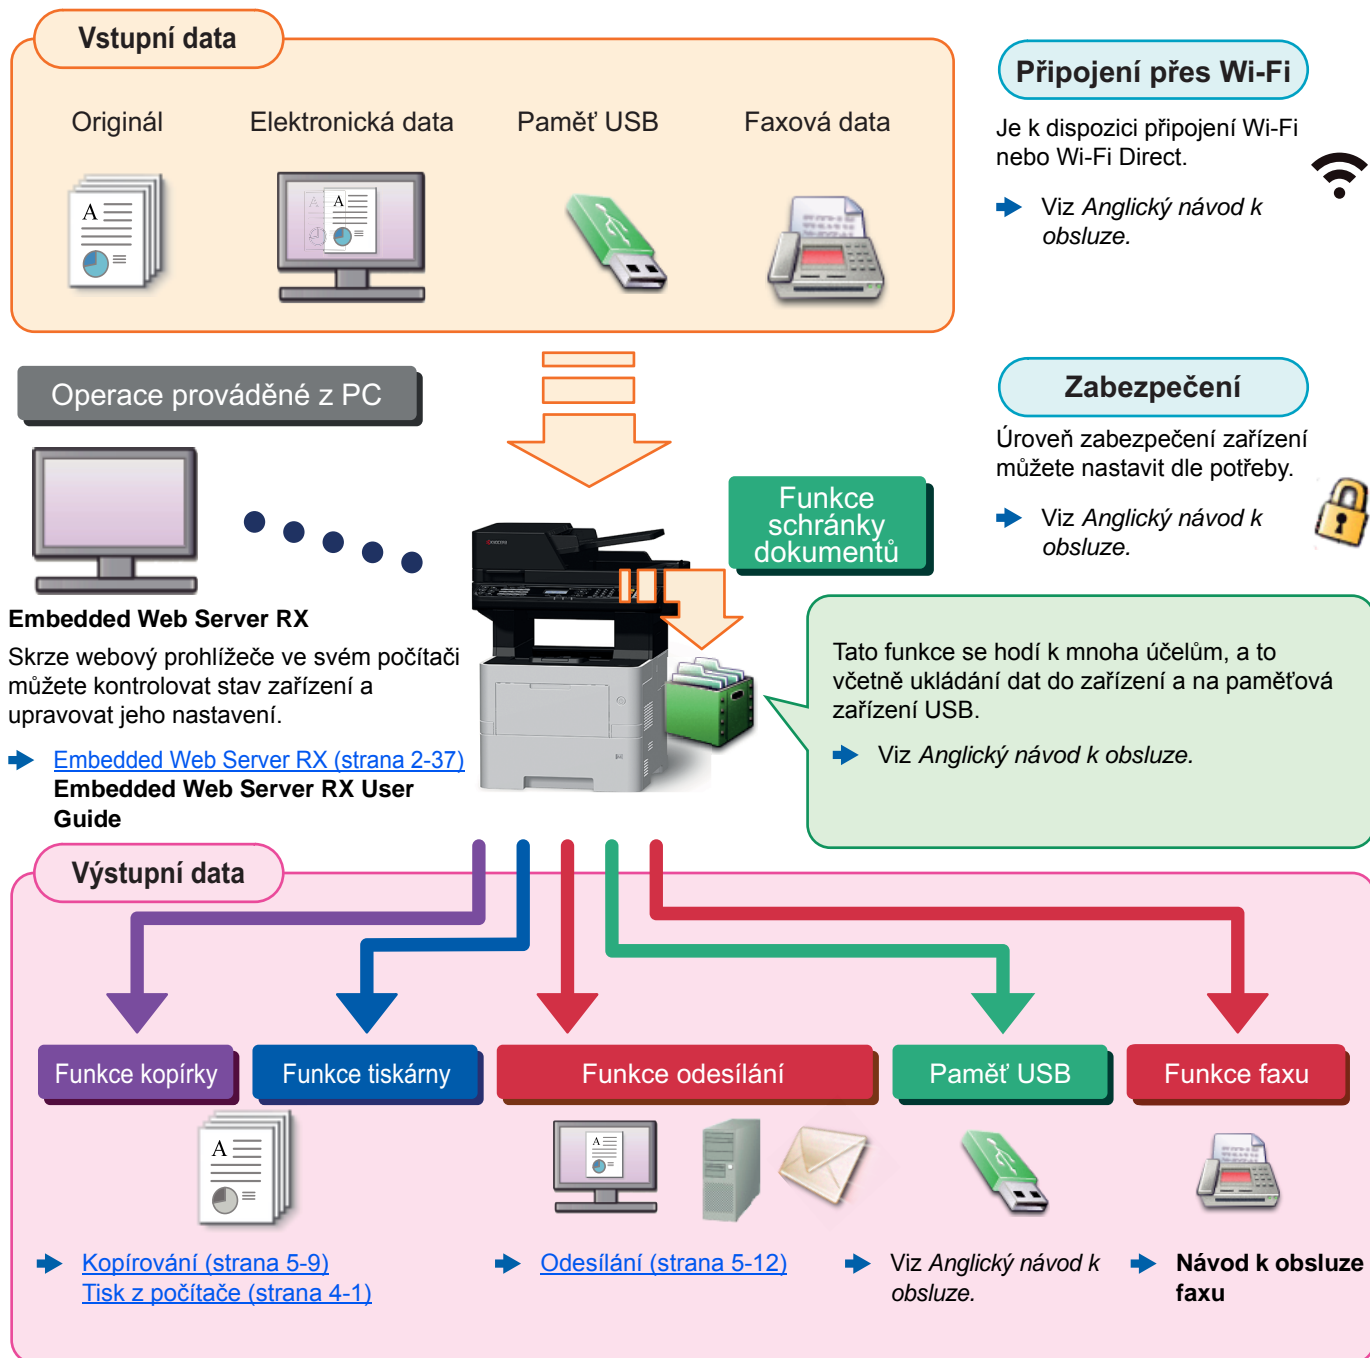 Vstupní data
Originál
Elektronická data
Paměť USB
Faxová data
Připojení přes Wi-Fi
Je k dispozici připojení Wi-Fi
nebo Wi-Fi Direct.
Viz Anglický návod k
obsluze.
Operace prováděné z PC
Zabezpečení
Úroveň zabezpečení zařízení
můžete nastavit dle potřeby.
Viz Anglický návod k
obsluze.
Funkce
schránky
dokumentů
Embedded Web Server RX
Skrze webový prohlížeče ve svém počítači
můžete kontrolovat stav zařízení a
upravovat jeho nastavení.
Embedded Web Server RX (strana 2-37)
Embedded Web Server RX User
Guide
Tato funkce se hodí k mnoha účelům, a to
včetně ukládání dat do zařízení a na paměťová
zařízení USB.
Viz Anglický návod k obsluze.
Výstupní data
Funkce kopírky
Funkce tiskárny
Funkce odesílání
Paměť USB
Funkce faxu
Kopírování (strana 5-9)
Tisk z počítače (strana 4-1)
Odesílání (strana 5-12)
Viz Anglický návod k
obsluze.
Návod k obsluze
faxu